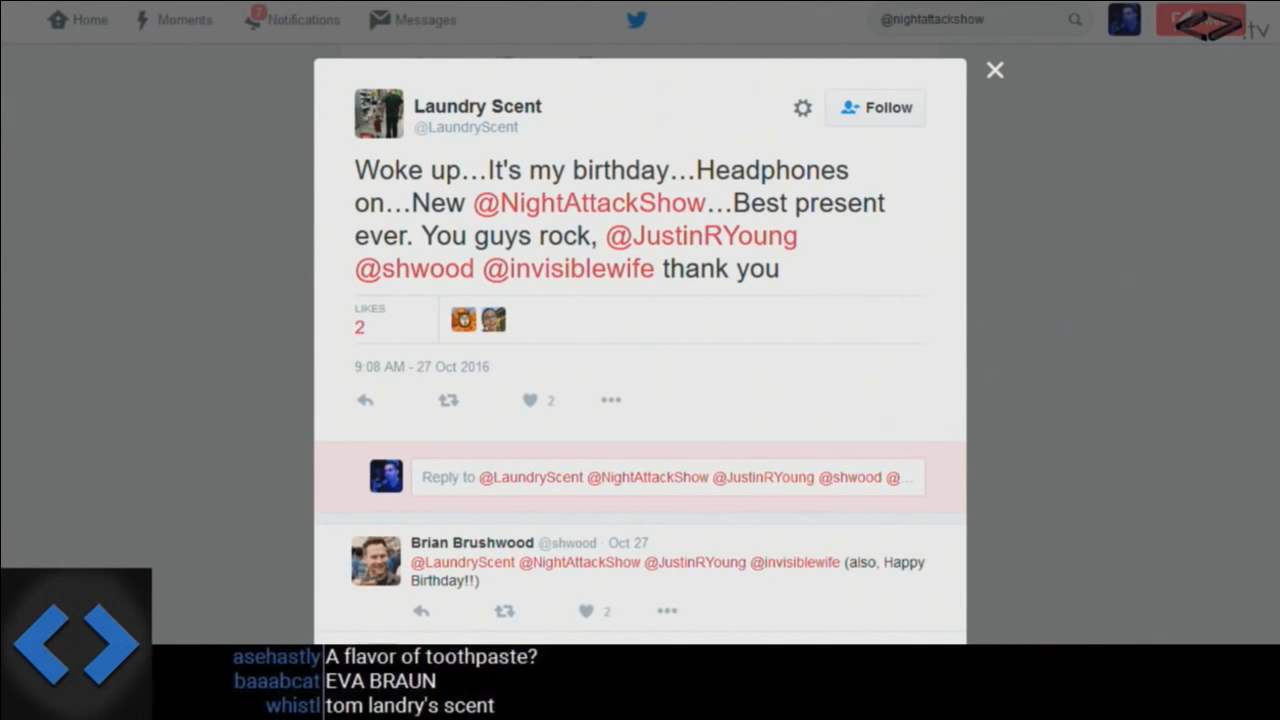 Home Moments 7 Notifications Messages @nightattackshow
.tv
Laundry Scent
@LaundryScent
Follow
Woke up…It's my birthday…Headphones
on…New @NightAttackShow…Best present
ever. You guys rock, @JustinRYoung
@shwood @invisiblewife thank you
LIKES
2
9:08 AM - 27 Oct 2016
2
Reply to @LaundryScent @NightAttackShow @JustinRYoung @shwood @...
Brian Brushwood @shwood · Oct 27
@LaundryScent @NightAttackShow @JustinRYoung @invisiblewife (also, Happy
Birthday!!)
2
asehastly A flavor of toothpaste?
baaabcat EVA BRAUN
whistl tom landry's scent